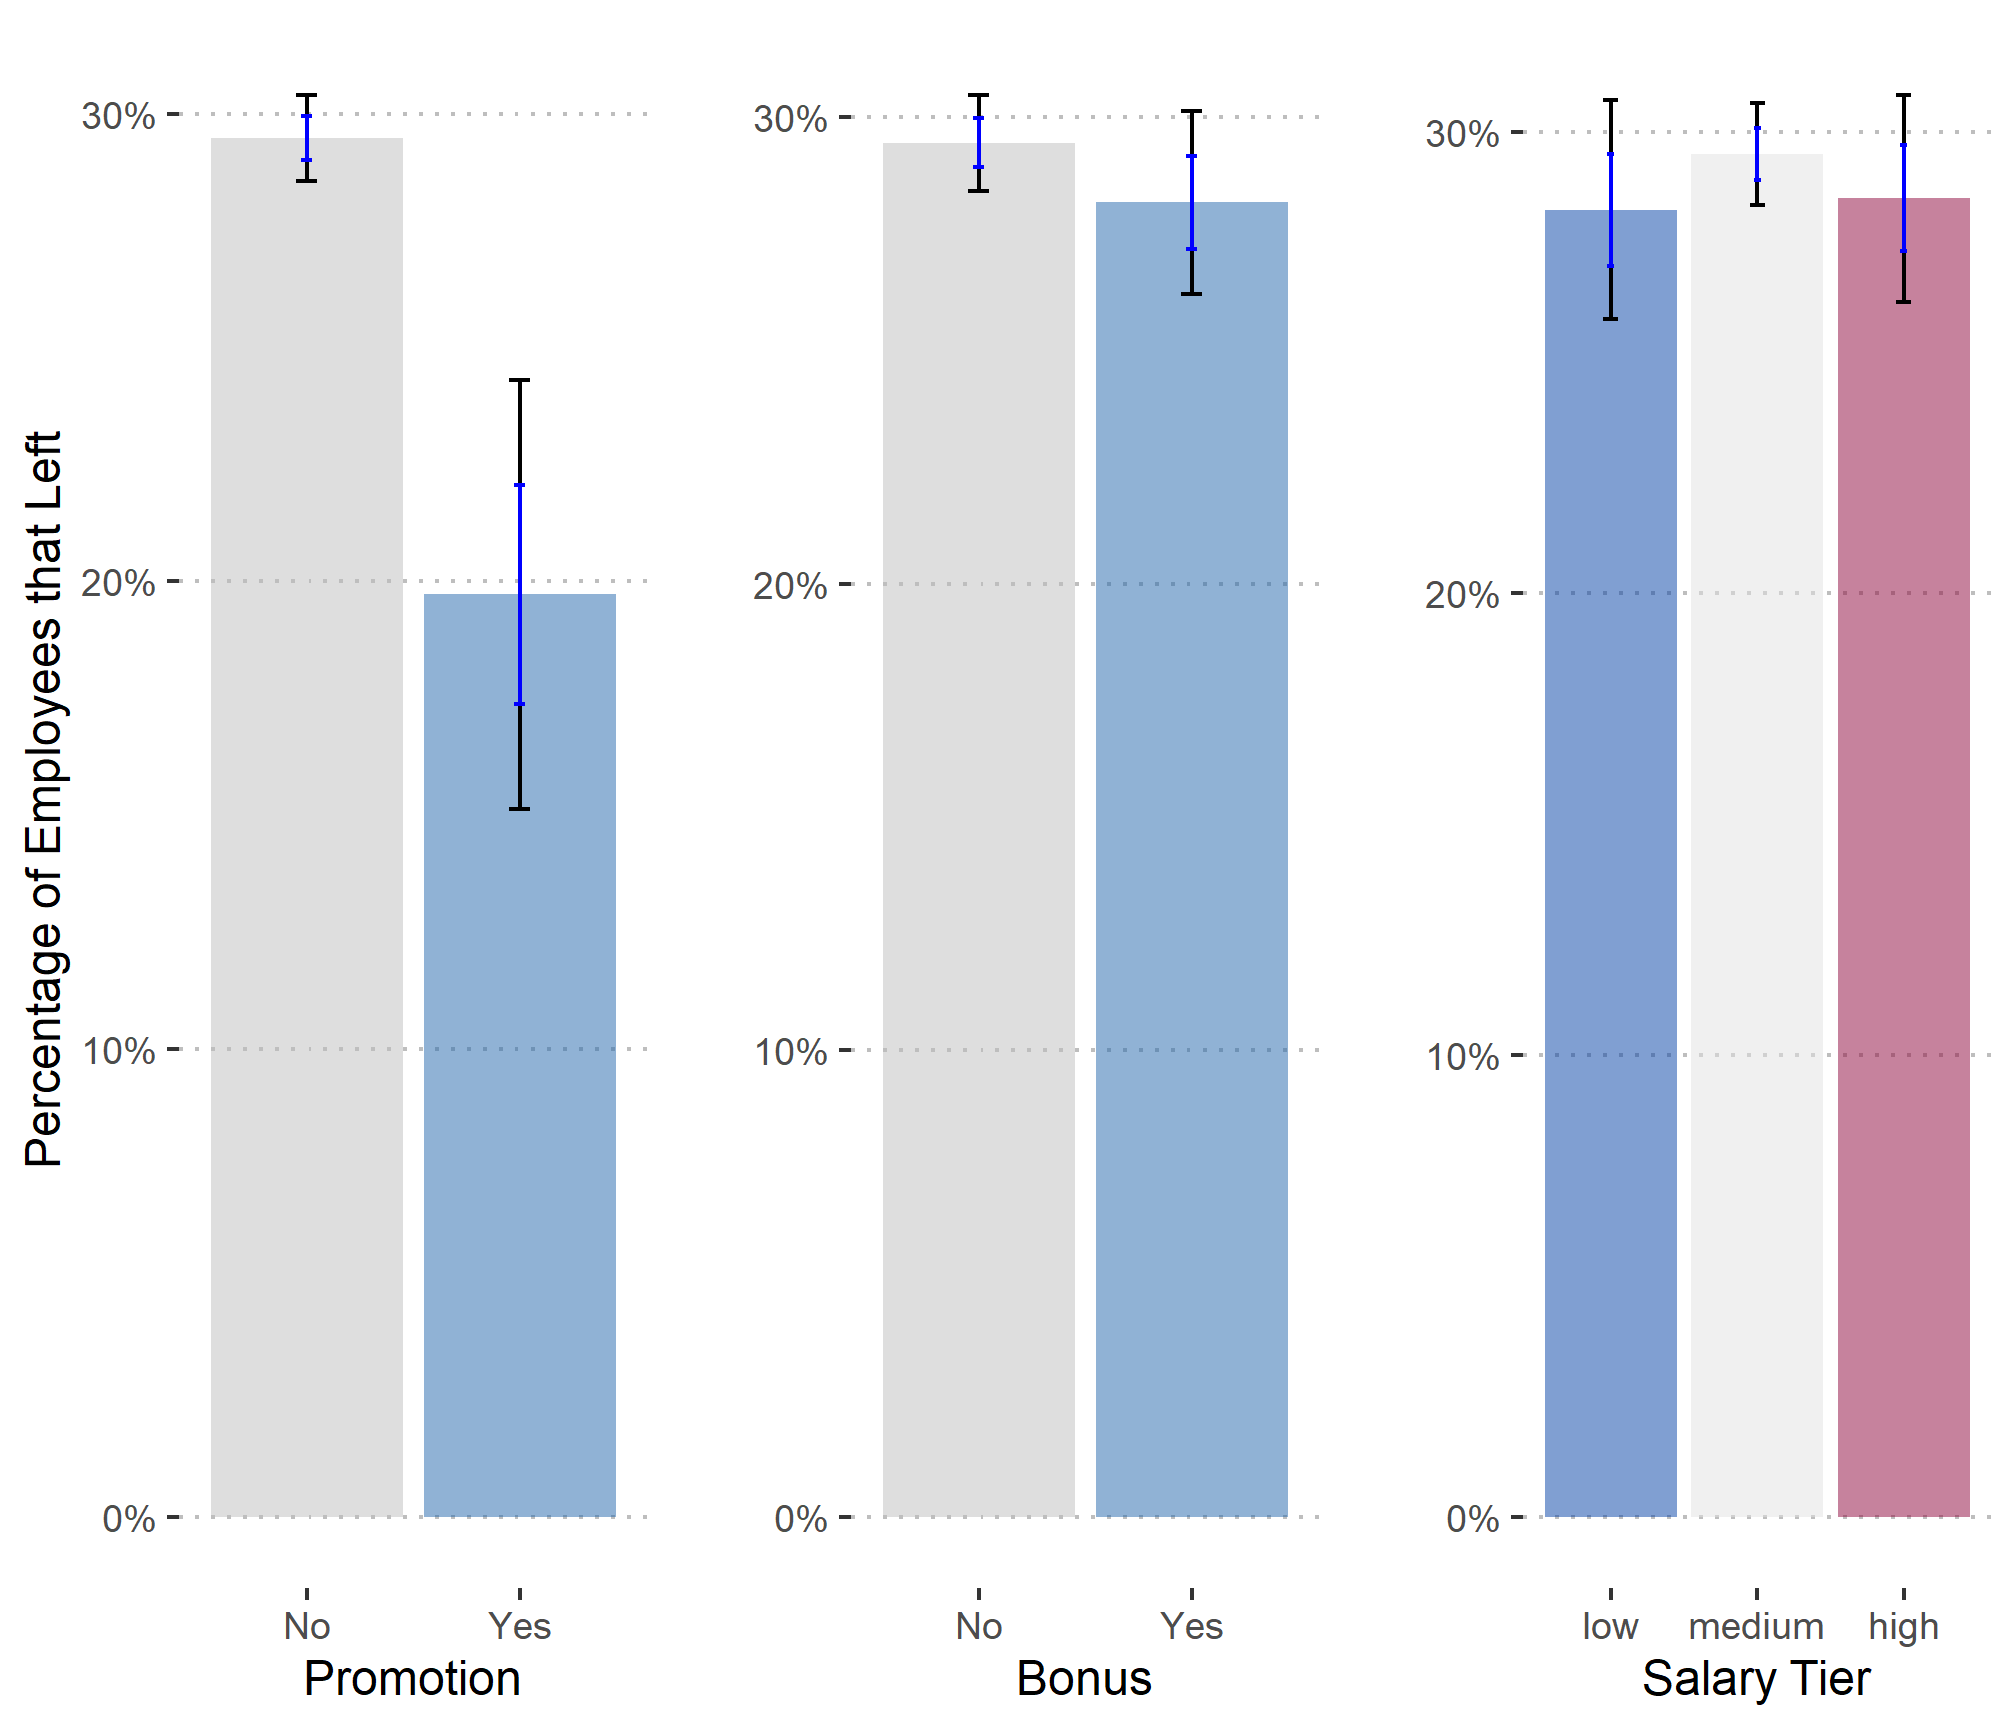 Percentage of Employees that Left
30%
20%
10%
0%
No Yes
Promotion
30%
20%
10%
0%
No Yes
Bonus
30%
20%
10%
0%
low medium high
Salary Tier